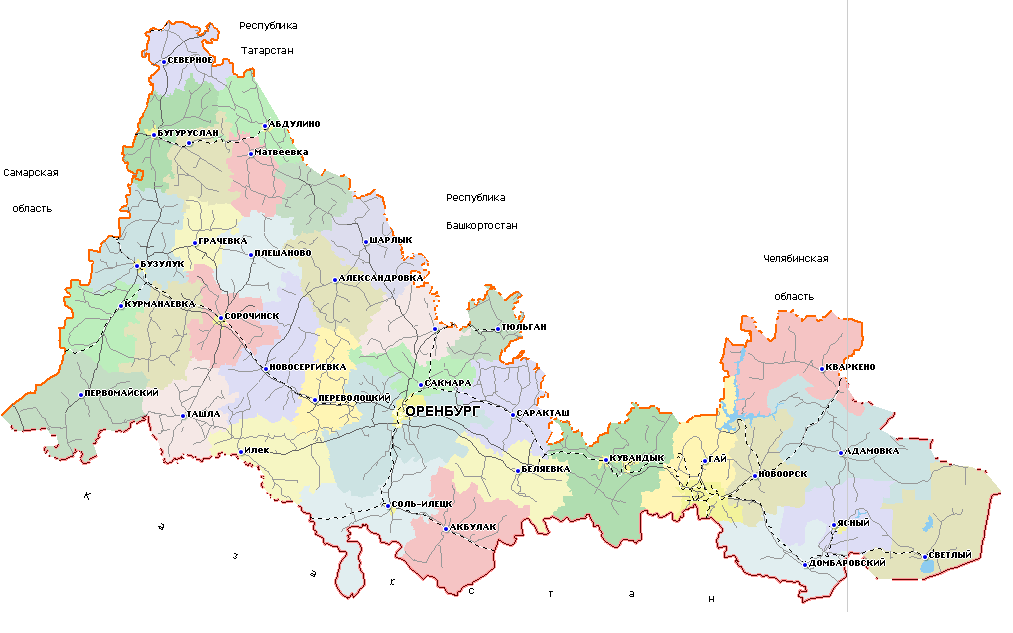 Республика
Татарстан
СЕВЕРНОЕ
АБДУЛИНО
БУГУРУСЛАН
Матвеевка
Самарская
область
Республика
Башкортостан
ГРАЧЕВКА
ШАРЛЫК
ПЛЕШАНОВО
Челябинская
область
БУЗУЛУК
АЛЕКСАНДРОВКА
КУРМАНАЕВКА
СОРОЧИНСК
ТЮЛЬГАН
НОВОСЕРГИЕВКА
КВАРКЕНО
САКМАРА
ПЕРВОМАЙСКИЙ
ПЕРЕВОЛОЦКИЙ
ОРЕНБУРГ
ТАШЛА
САРАКТАШ
Илек
АДАМОВКА
КУВАНДЫК
ГАЙ
БЕЛЯЕВКА
НОВООРСК
СОЛЬ-ИЛЕЦК
АКБУЛАК
ЯСНЫЙ
СВЕТЛЫЙ
ДОМБАРОВСКИЙ
К а з а х с т а н